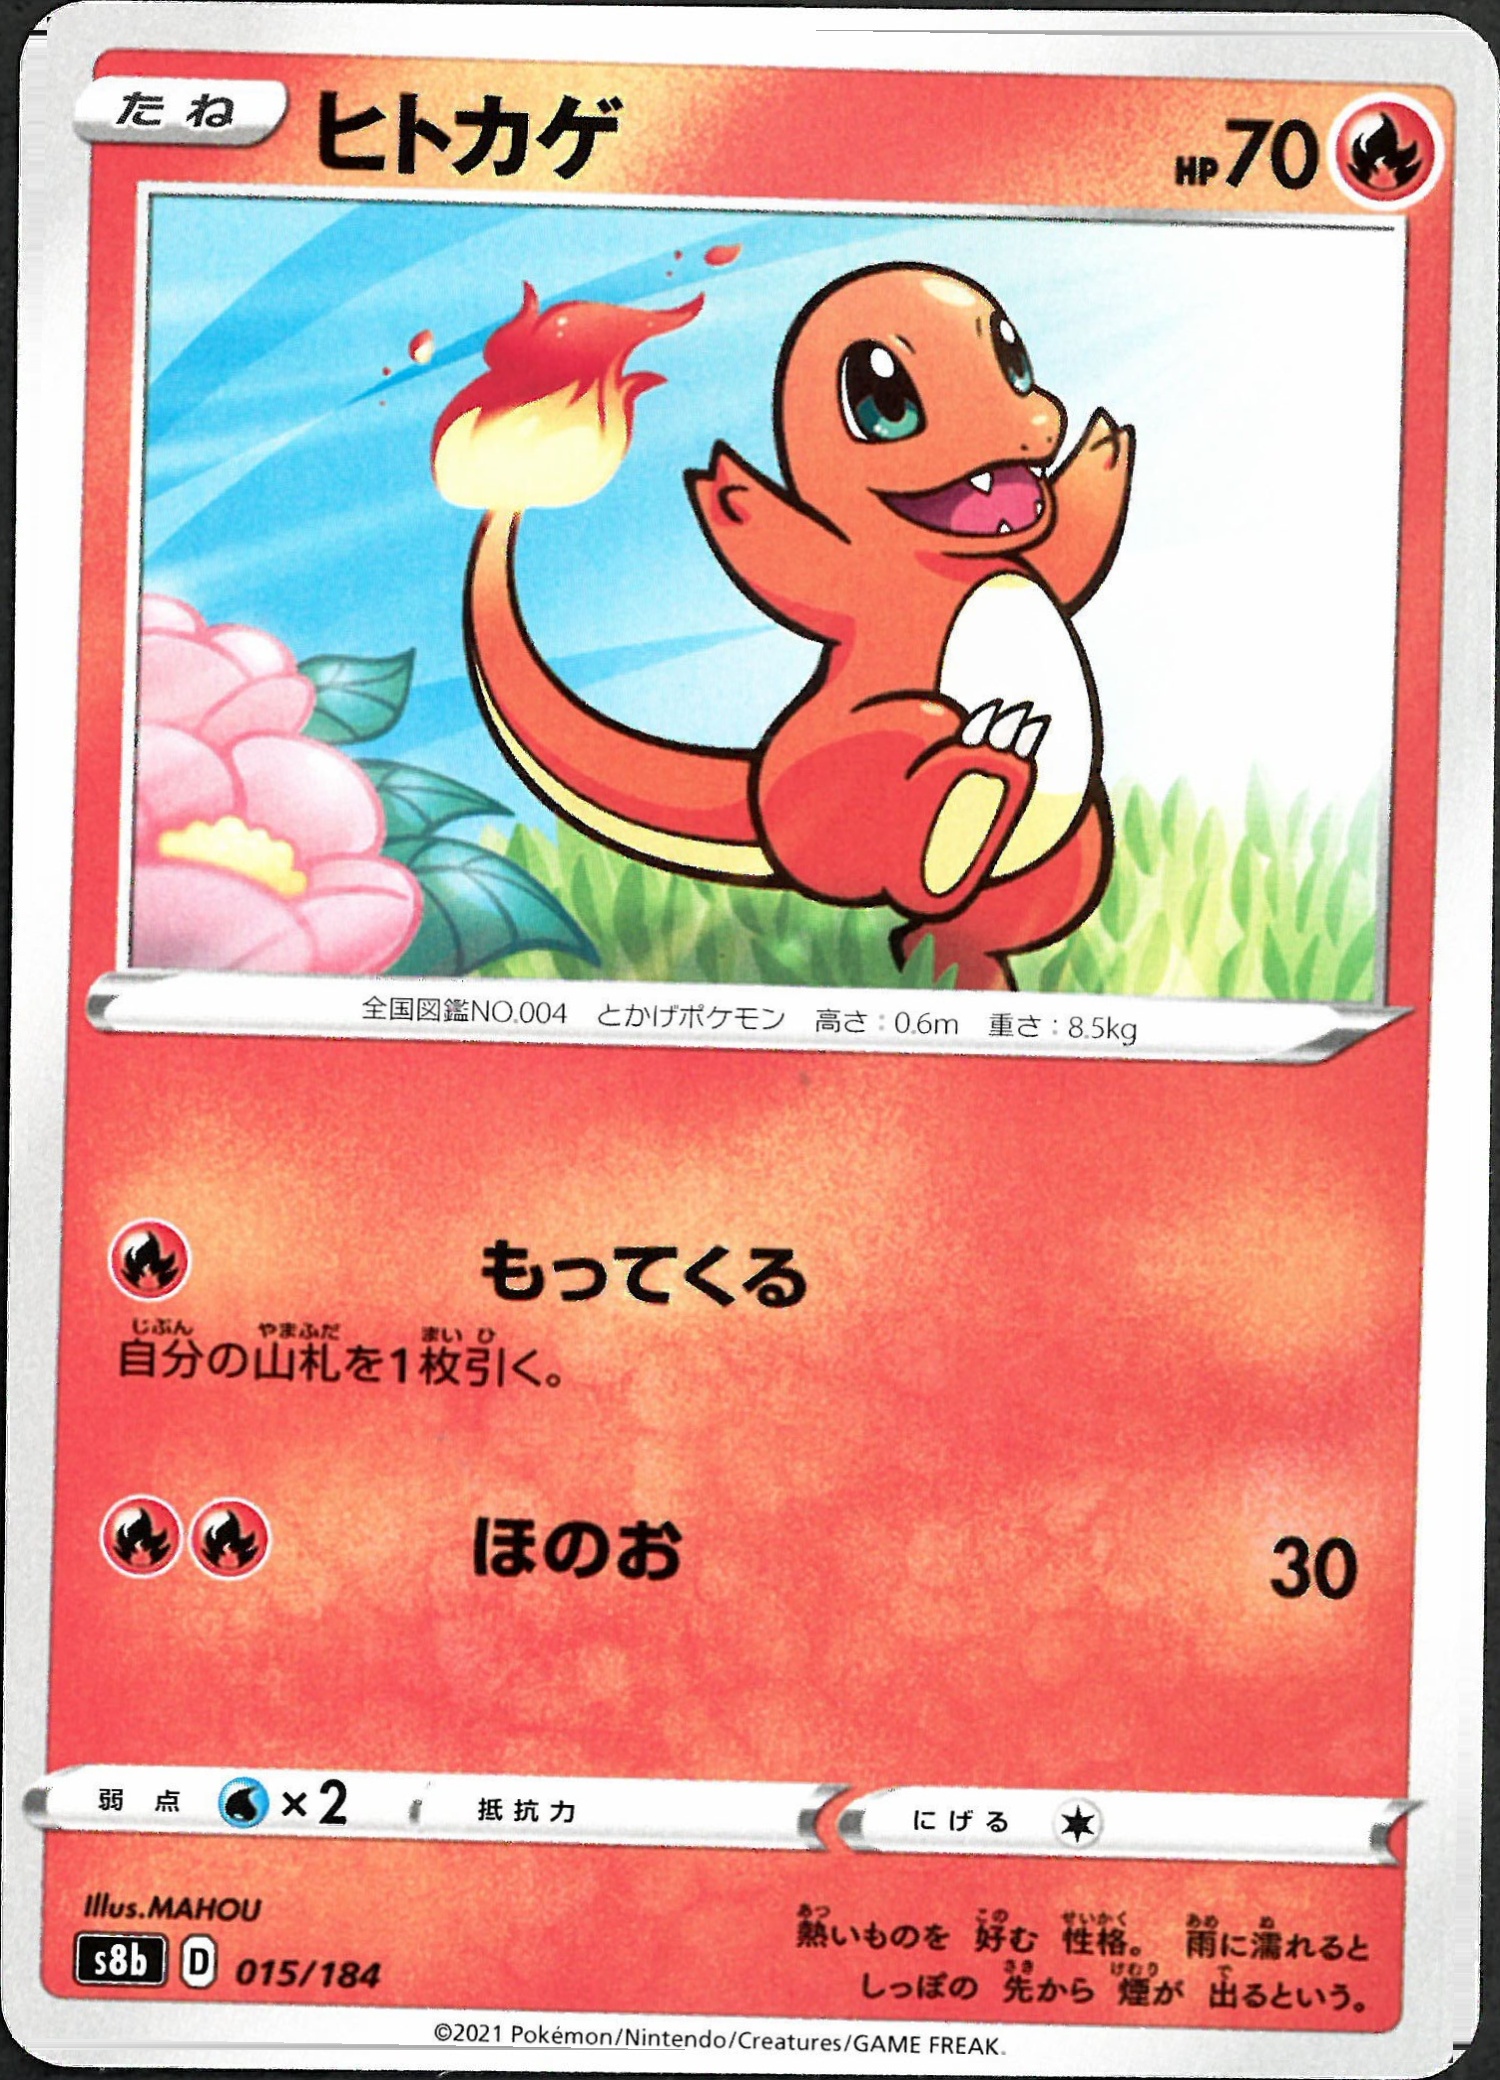 たね ヒトカゲ HP70
全国図鑑NO.004 とかげポケモン 高さ:0.6m 重さ:8.5kg
もってくる
自分の山札を1枚引く。
ほのお 30
弱点 ×2 抵抗力 にげる
Illus.MAHOU
s8b D 015/184
熱いものを 好む 性格。 雨に濡れると
しっぽの 先から 煙が 出るという。
©2021 Pokémon/Nintendo/Creatures/GAME FREAK.